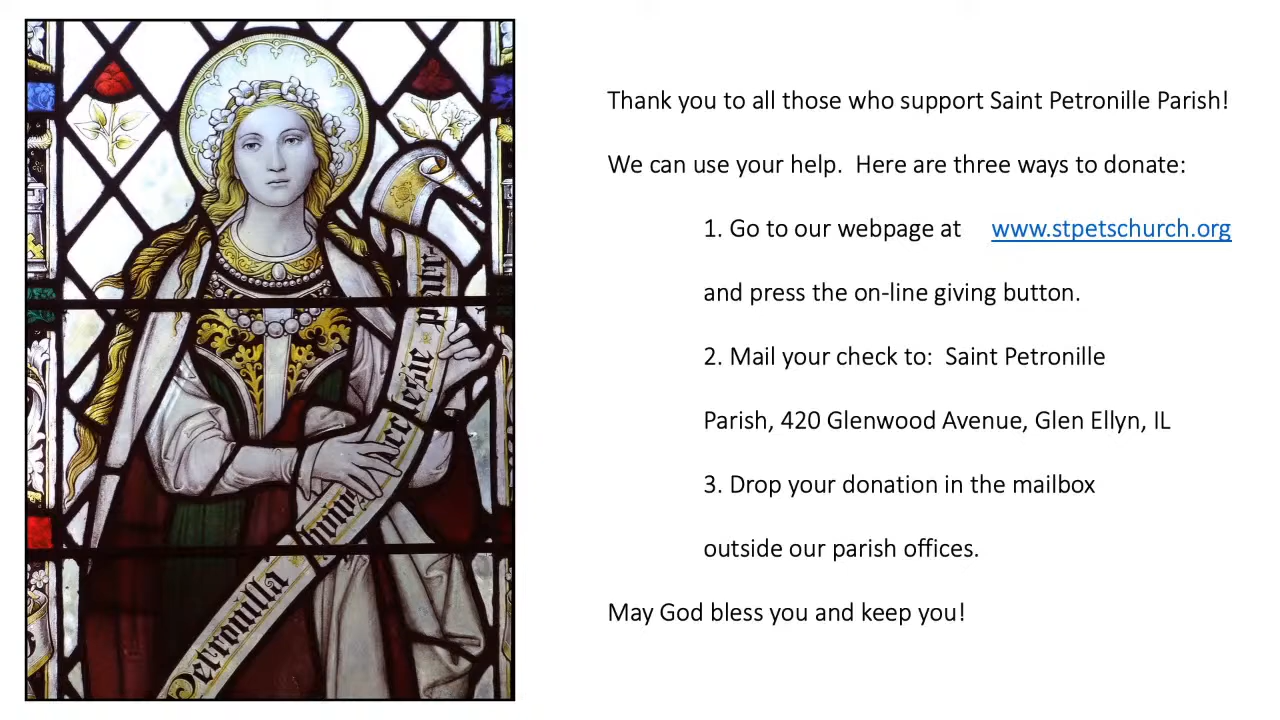 Thank you to all those who support Saint Petronille Parish!
We can use your help.  Here are three ways to donate:
1. Go to our webpage at www.stpetschurch.org
and press the on-line giving button.
2. Mail your check to:  Saint Petronille
Parish, 420 Glenwood Avenue, Glen Ellyn, IL
3. Drop your donation in the mailbox
outside our parish offices.
May God bless you and keep you!
Petronilla ecclesie